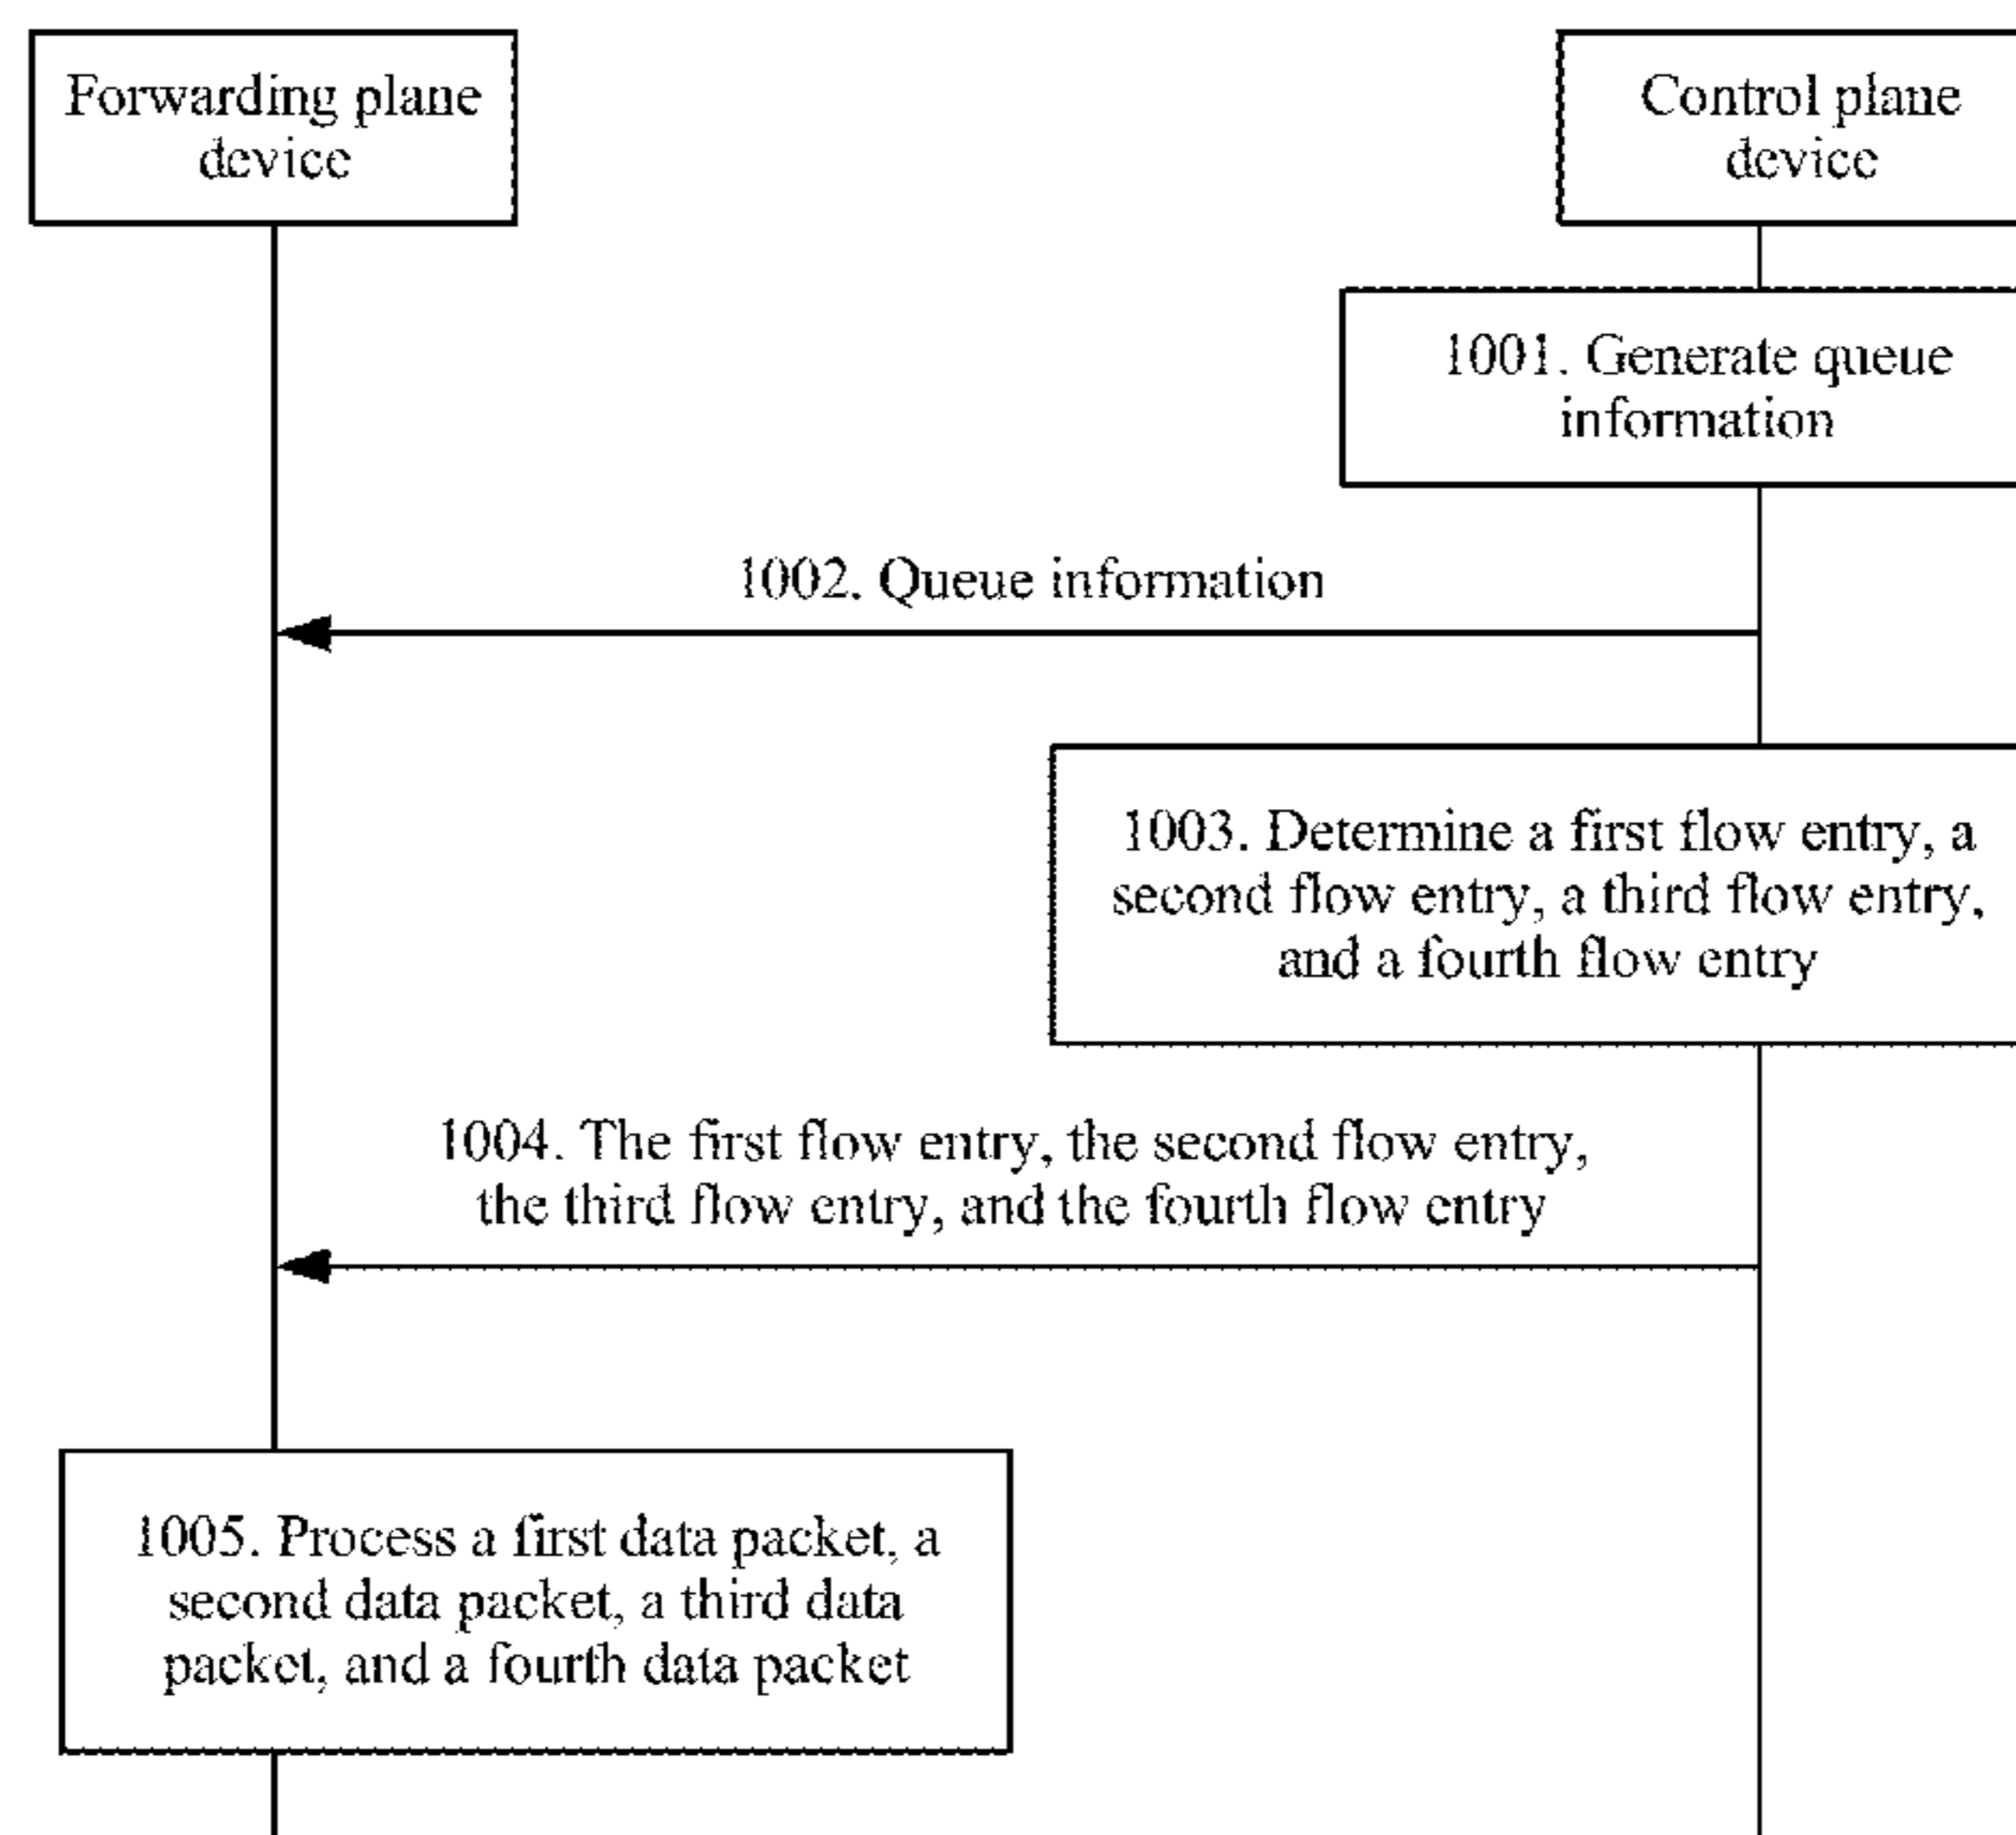 Forwarding plane
device
Control plane
device
1001. Generate queue
information
1002. Queue information
1003. Determine a first flow entry, a
second flow entry, a third flow entry,
and a fourth flow entry
1004. The first flow entry, the second flow entry,
the third flow entry, and the fourth flow entry
1005. Process a first data packet, a
second data packet, a third data
packet, and a fourth data packet